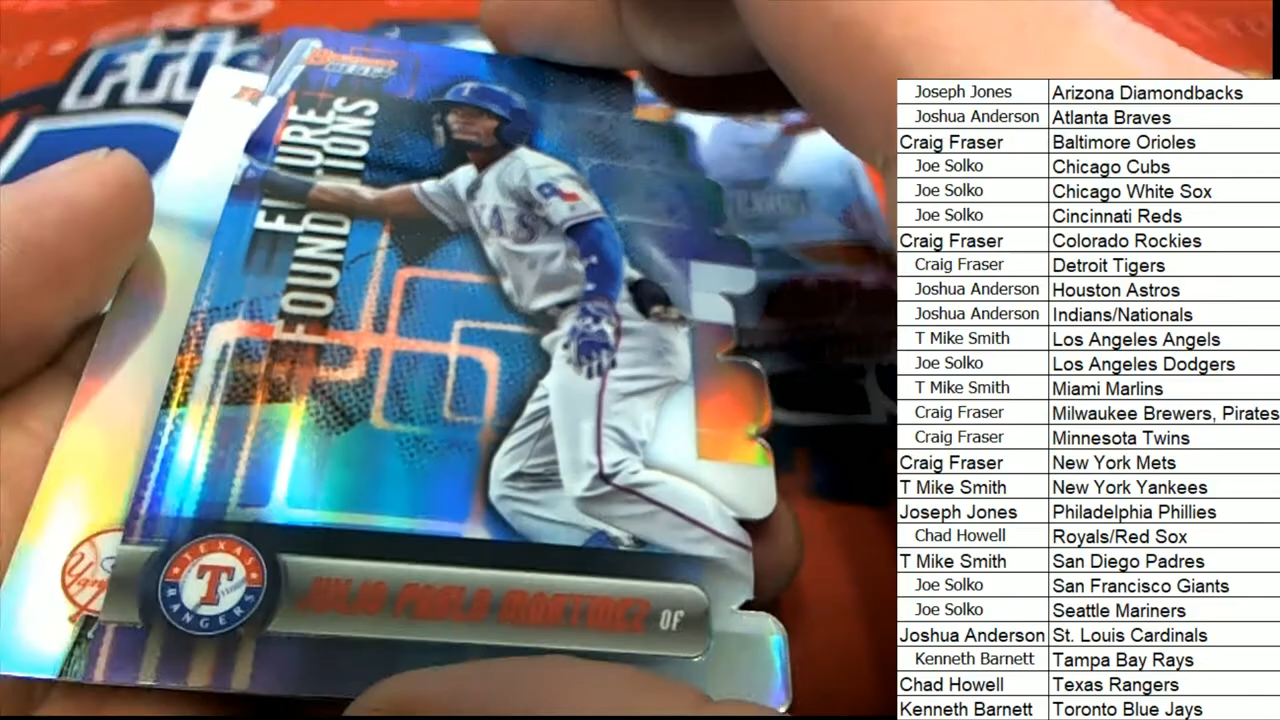 Bowman's
BEST
FUTURE
FOUNDATIONS
TEXAS
T
RANGERS
JULIO PABLO MARTINEZ OF
Joseph Jones Arizona Diamondbacks
Joshua Anderson Atlanta Braves
Craig Fraser Baltimore Orioles
Joe Solko Chicago Cubs
Joe Solko Chicago White Sox
Joe Solko Cincinnati Reds
Craig Fraser Colorado Rockies
Craig Fraser Detroit Tigers
Joshua Anderson Houston Astros
Joshua Anderson Indians/Nationals
T Mike Smith Los Angeles Angels
Joe Solko Los Angeles Dodgers
T Mike Smith Miami Marlins
Craig Fraser Milwaukee Brewers, Pirates
Craig Fraser Minnesota Twins
Craig Fraser New York Mets
T Mike Smith New York Yankees
Joseph Jones Philadelphia Phillies
Chad Howell Royals/Red Sox
T Mike Smith San Diego Padres
Joe Solko San Francisco Giants
Joe Solko Seattle Mariners
Joshua Anderson St. Louis Cardinals
Kenneth Barnett Tampa Bay Rays
Chad Howell Texas Rangers
Kenneth Barnett Toronto Blue Jays